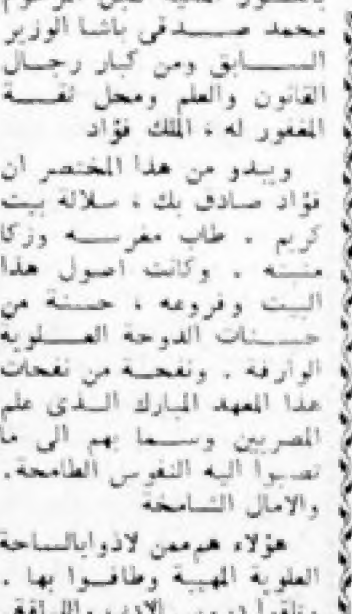 محمد صدقى باشا الوزير
السابق ومن كبار رجال
القانون والعلم ومحل ثقة
المغفور له ، الملك فؤاد
ويبدو من هذا المختصر ان
فؤاد صادق بك ، سلالة بيت
كريم . طاب مغرسه وزكا
منبته . وكانت اصول هذا
البيت وفروعه ، حسنة من
حسنات الدوحة العلوية
الوارفة . ونفحة من نفحات
هذا المعهد المبارك الذى علم
المصريين وسما بهم الى ما
تصبوا اليه النفوس الطامحة .
والامال الشامخة
هؤلاء هم ممن لاذوا بالساحة
العلوية المهيبة وطافوا بها .